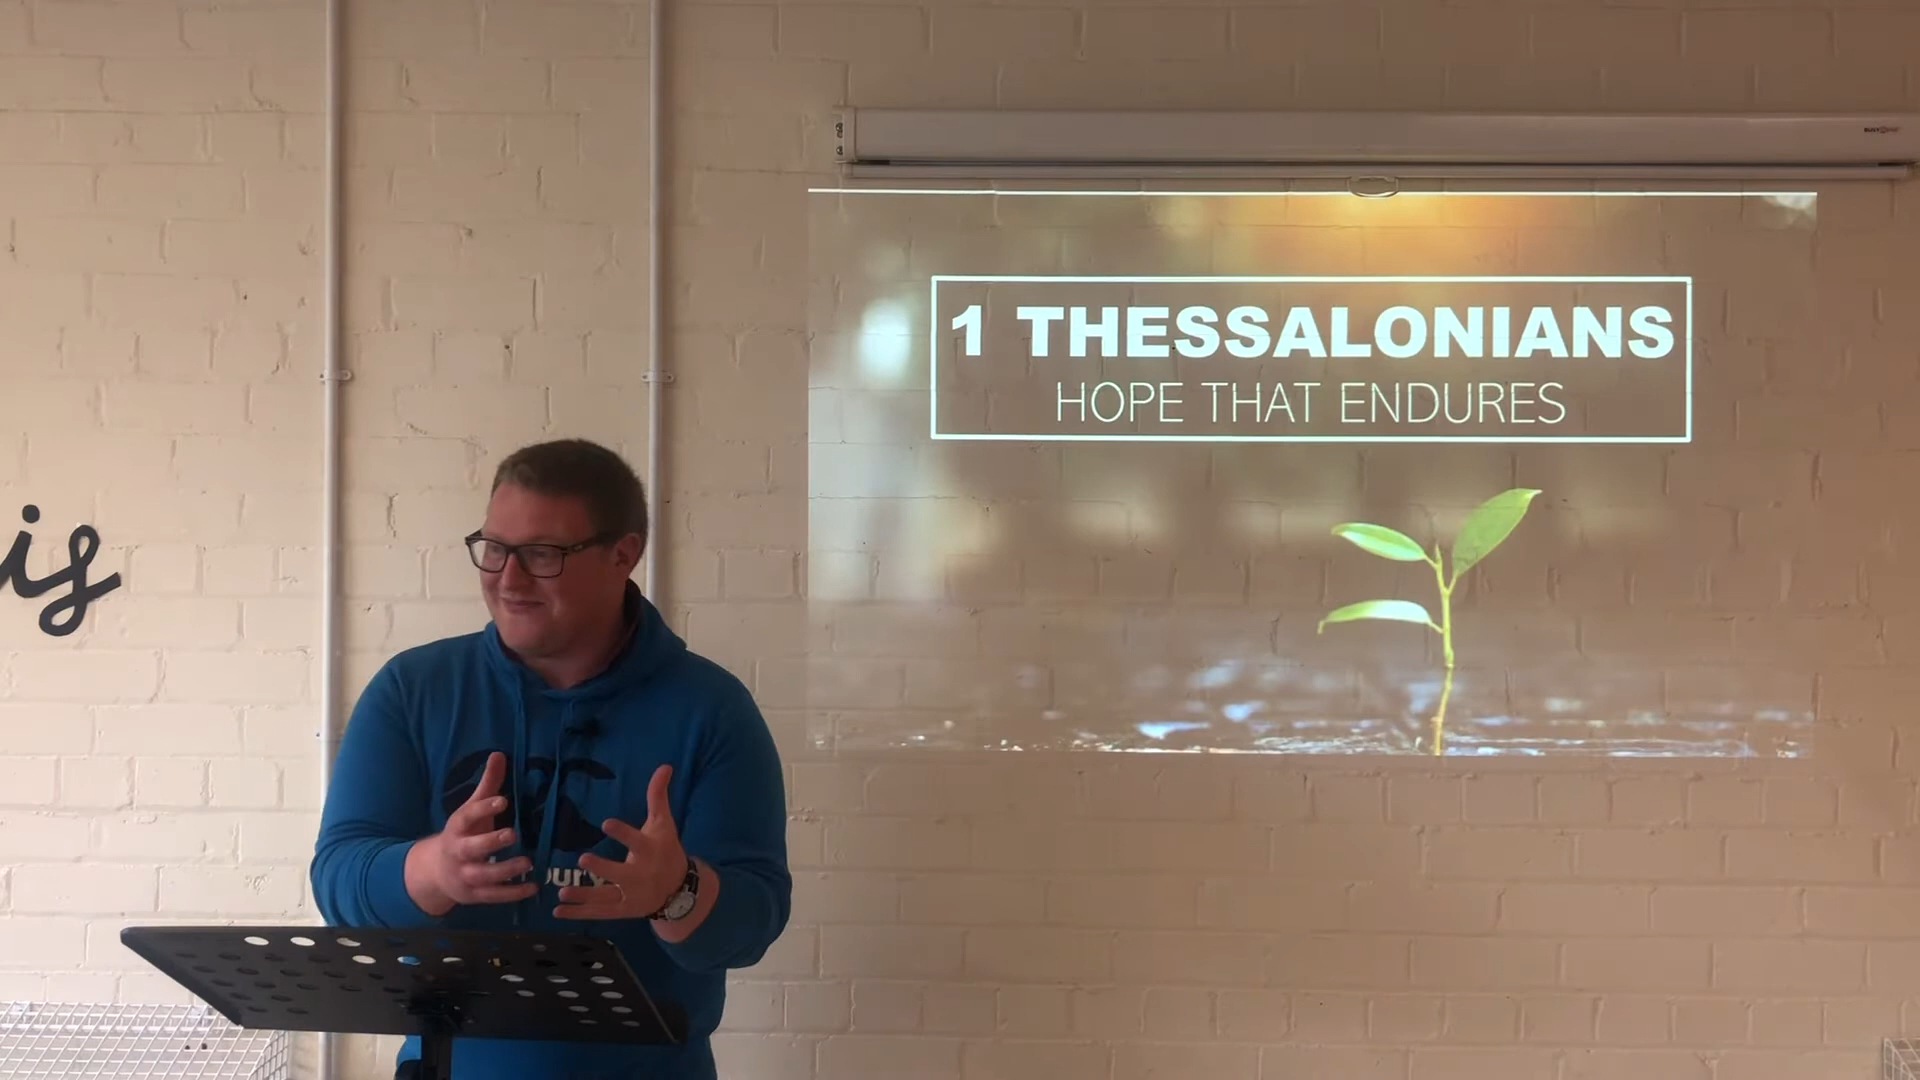 1 THESSALONIANS
HOPE THAT ENDURES
is